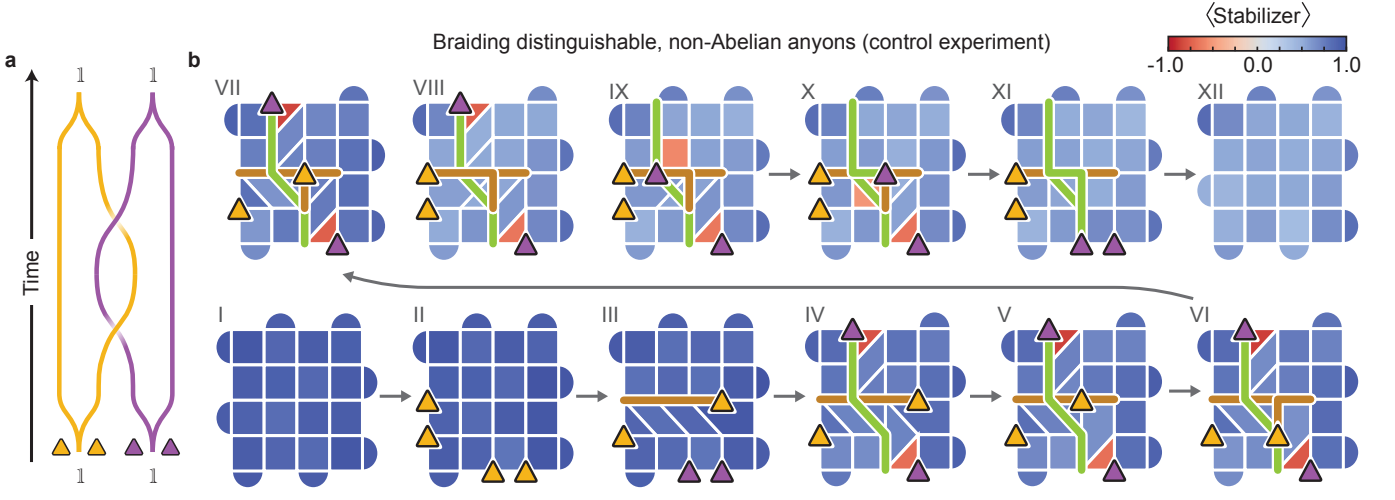 ⟨Stabilizer⟩
Braiding distinguishable, non-Abelian anyons (control experiment)
-1.0 0.0 1.0
a b
𝟙 𝟙
VII VIII IX X XI XII
Time
I II III IV V VI
𝟙 𝟙